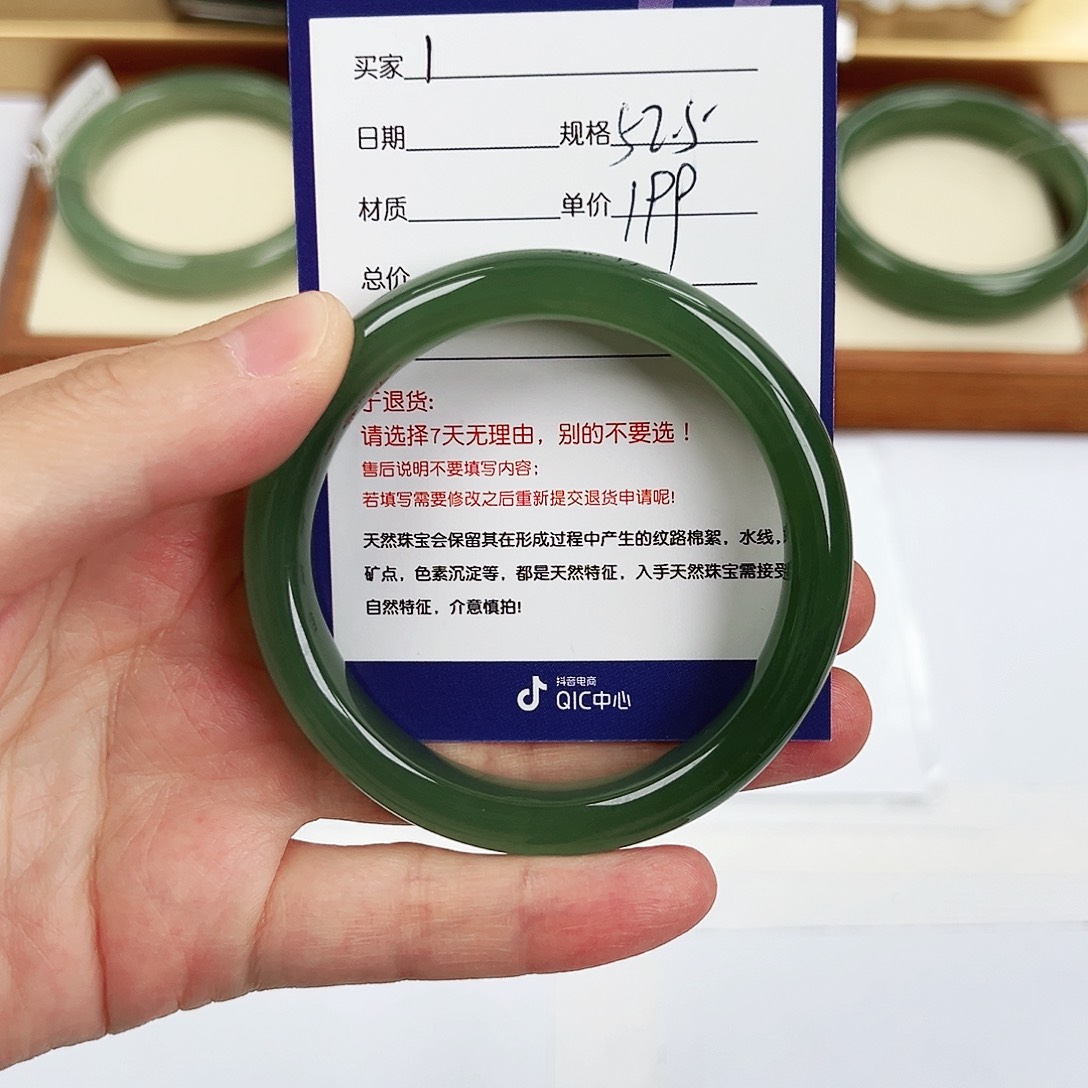 买家 1
日期 规格 57.5
材质 单价 1PP
总价
于退货:
请选择7天无理由，别的不要选！
售后说明不要填写内容；
若填写需要修改之后重新提交退货申请呢!
天然珠宝会保留其在形成过程中产生的纹路棉絮，水线，
矿点，色素沉淀等，都是天然特征，入手天然珠宝需接受
自然特征，介意慎拍!
抖音电商
QIC中心